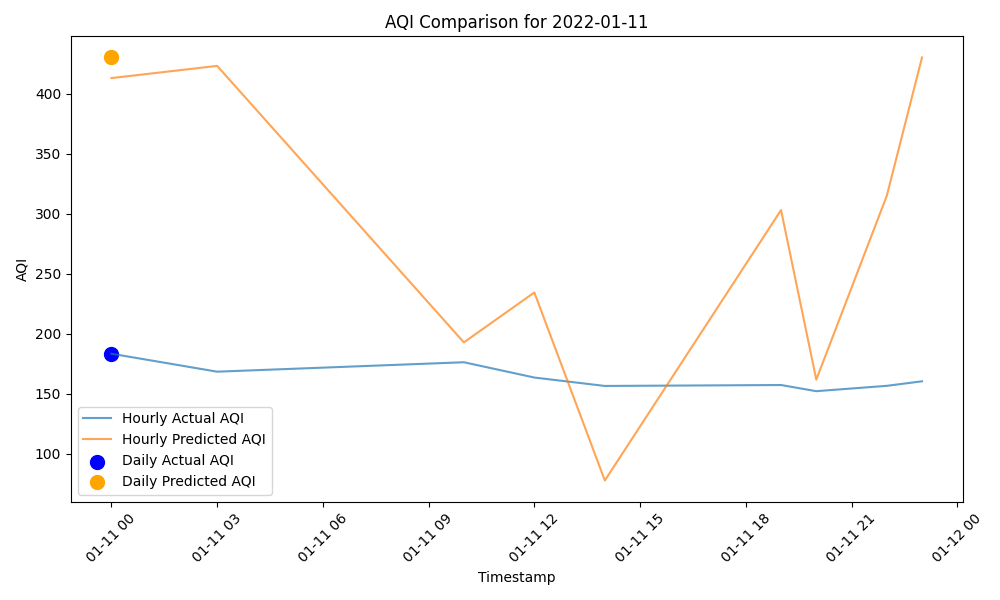 AQI Comparison for 2022-01-11
AQI
400
350
300
250
200
150
100
Hourly Actual AQI
Hourly Predicted AQI
Daily Actual AQI
Daily Predicted AQI
01-11 00
01-11 03
01-11 06
01-11 09
01-11 12
01-11 15
01-11 18
01-11 21
01-12 00
Timestamp